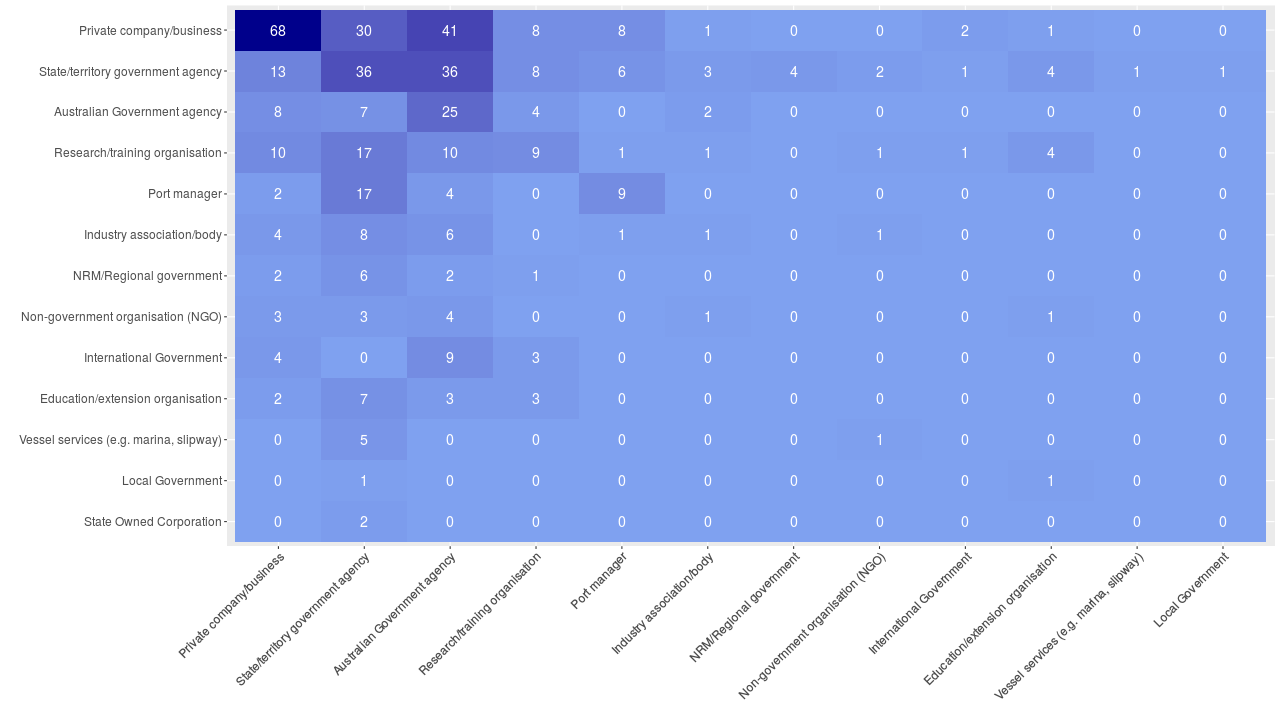 Private company/business 68 30 41 8 8 1 0 0 2 1 0 0
State/territory government agency 13 36 36 8 6 3 4 2 1 4 1 1
Australian Government agency 8 7 25 4 0 2 0 0 0 0 0 0
Research/training organisation 10 17 10 9 1 1 0 1 1 4 0 0
Port manager 2 17 4 0 9 0 0 0 0 0 0 0
Industry association/body 4 8 6 0 1 1 0 1 0 0 0 0
NRM/Regional government 2 6 2 1 0 0 0 0 0 0 0 0
Non-government organisation (NGO) 3 3 4 0 0 1 0 0 0 1 0 0
International Government 4 0 9 3 0 0 0 0 0 0 0 0
Education/extension organisation 2 7 3 3 0 0 0 0 0 0 0 0
Vessel services (e.g. marina, slipway) 0 5 0 0 0 0 0 1 0 0 0 0
Local Government 0 1 0 0 0 0 0 0 0 1 0 0
State Owned Corporation 0 2 0 0 0 0 0 0 0 0 0 0
Private company/business
State/territory government agency
Australian Government agency
Research/training organisation
Port manager
Industry association/body
NRM/Regional government
Non-government organisation (NGO)
International Government
Education/extension organisation
Vessel services (e.g. marina, slipway)
Local Government